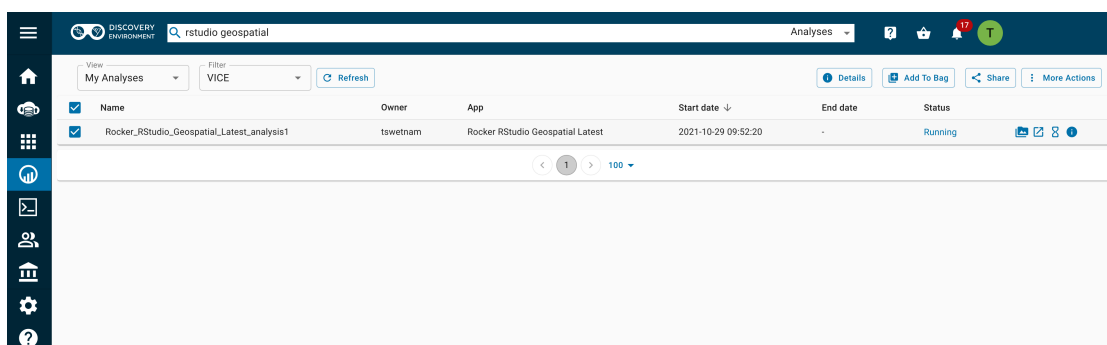 DISCOVERY
ENVIRONMENT
rstudio geospatial
Analyses
17
T
View
My Analyses
Filter
VICE
Refresh
Details
Add To Bag
Share
More Actions
Name Owner App Start date End date Status
Rocker_RStudio_Geospatial_Latest_analysis1 tswetnam Rocker RStudio Geospatial Latest 2021-10-29 09:52:20 - Running
1 100